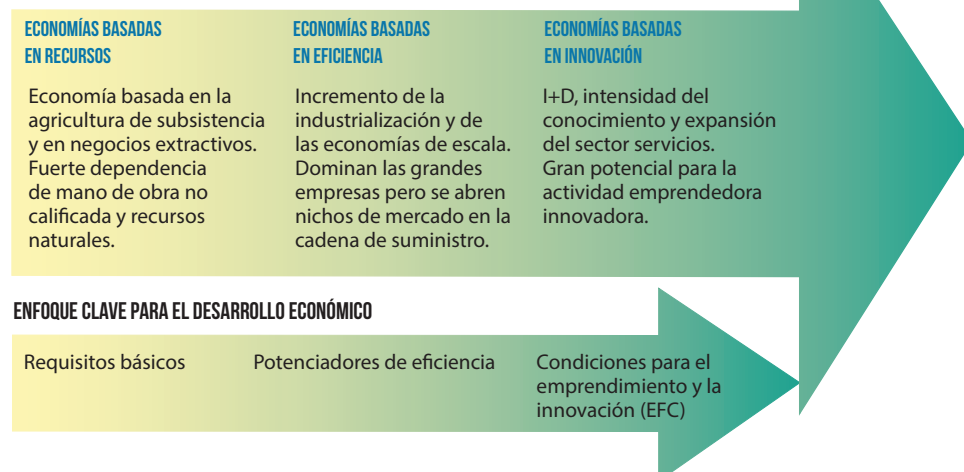 ECONOMÍAS BASADAS
EN RECURSOS
Economía basada en la
agricultura de subsistencia
y en negocios extractivos.
Fuerte dependencia
de mano de obra no
calificada y recursos
naturales.
ECONOMÍAS BASADAS
EN EFICIENCIA
Incremento de la
industrialización y de
las economías de escala.
Dominan las grandes
empresas pero se abren
nichos de mercado en la
cadena de suministro.
ECONOMÍAS BASADAS
EN INNOVACIÓN
I+D, intensidad del
conocimiento y expansión
del sector servicios.
Gran potencial para la
actividad emprendedora
innovadora.
ENFOQUE CLAVE PARA EL DESARROLLO ECONÓMICO
Requisitos básicos
Potenciadores de eficiencia
Condiciones para el
emprendimiento y la
innovación (EFC)